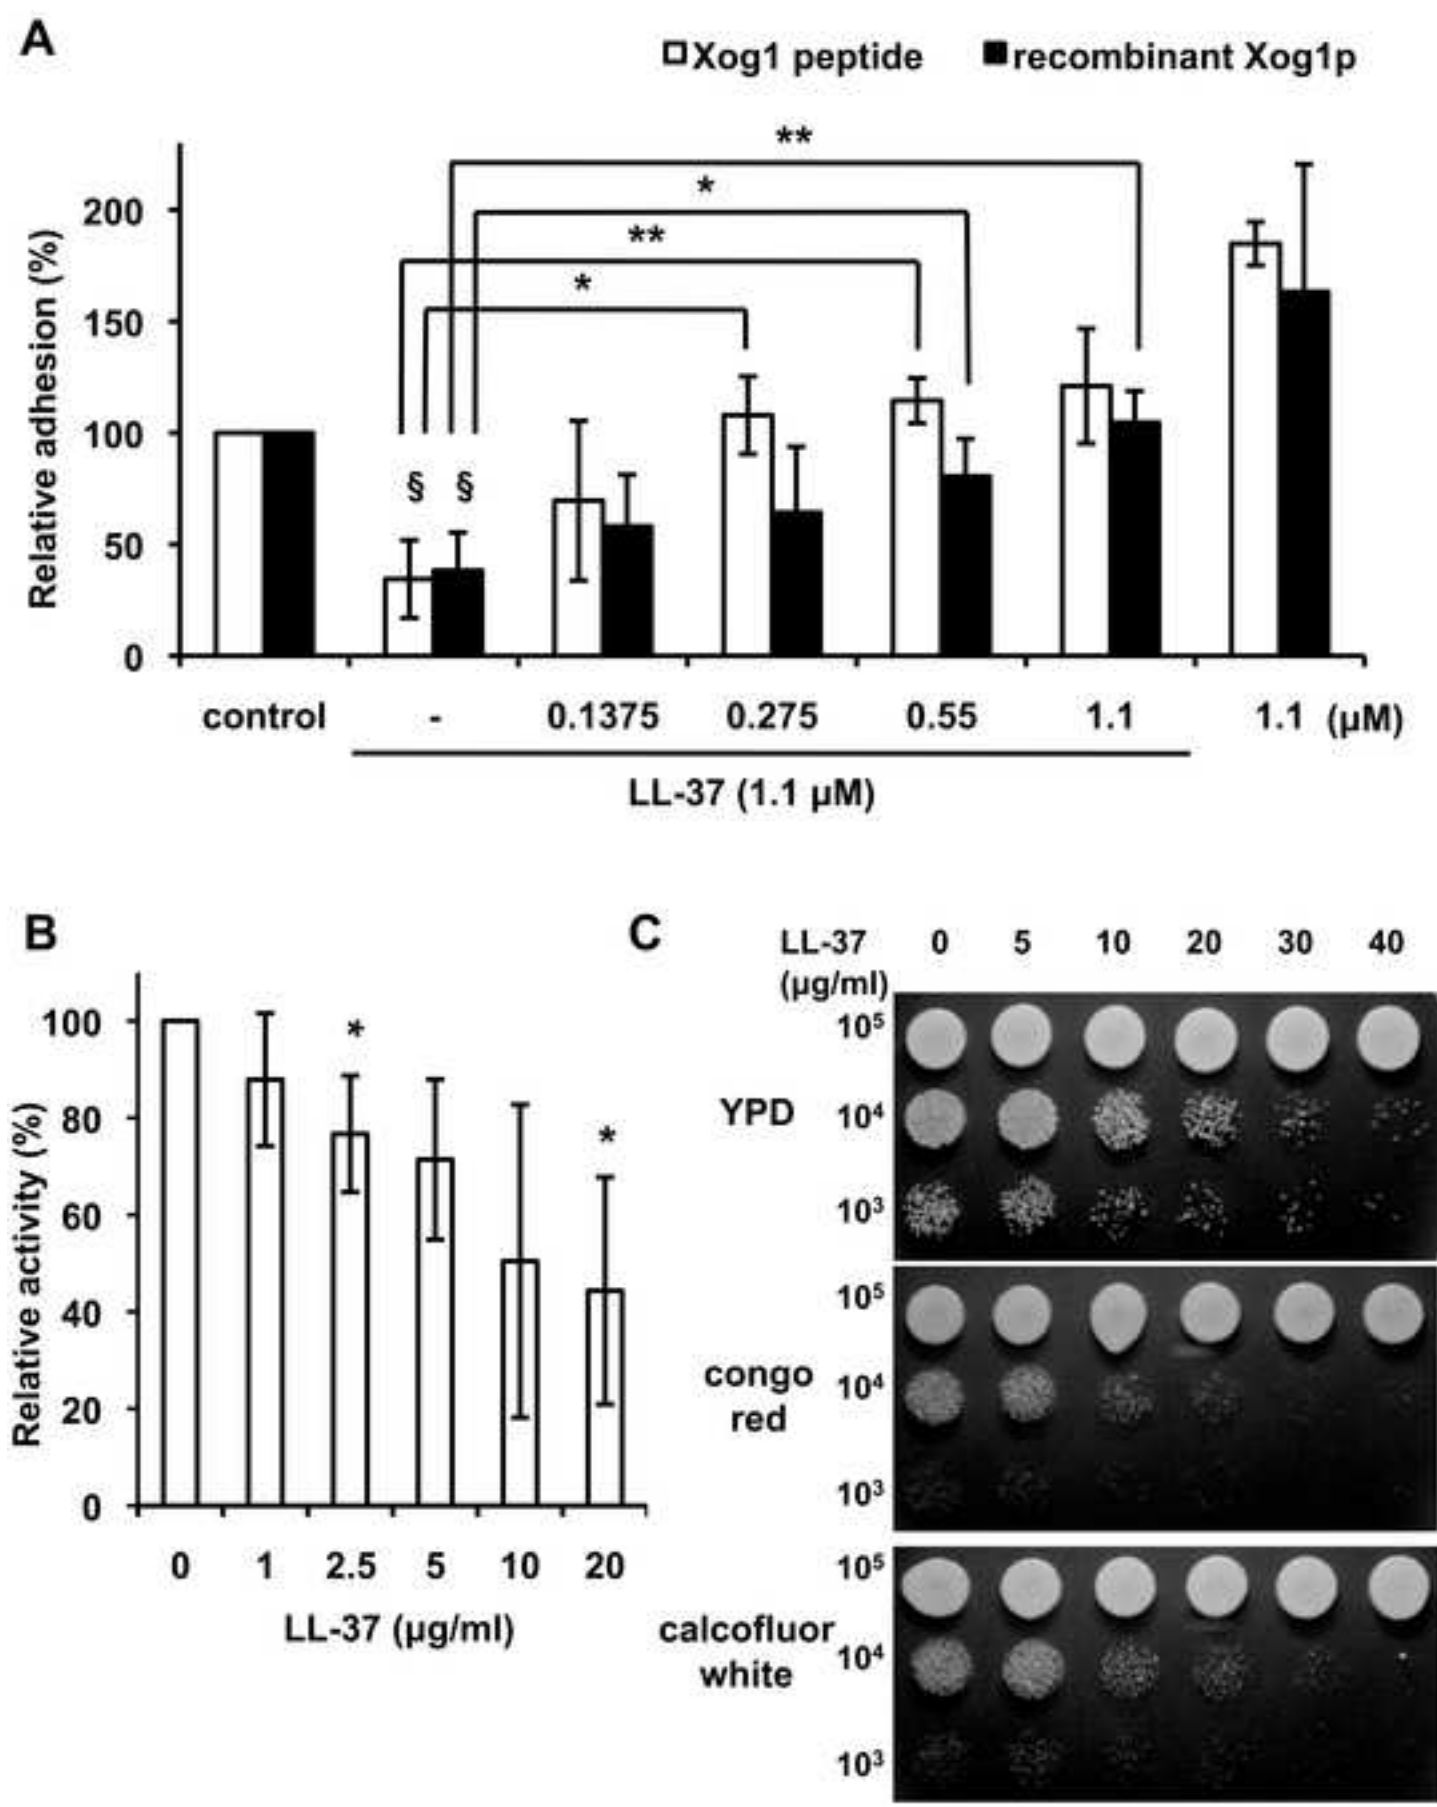 A
Xog1 peptide recombinant Xog1p
**
*
**
*
Relative adhesion (%)
200
150
100
50
0
§ §
control - 0.1375 0.275 0.55 1.1 1.1 (µM)
LL-37 (1.1 µM)
B
Relative activity (%)
100
80
60
40
20
0
*
*
0 1 2.5 5 10 20
LL-37 (µg/ml)
C
LL-37 0 5 10 20 30 40
(µg/ml)
YPD
10⁵
10⁴
10³
congo
red
10⁵
10⁴
10³
calcofluor
white
10⁵
10⁴
10³